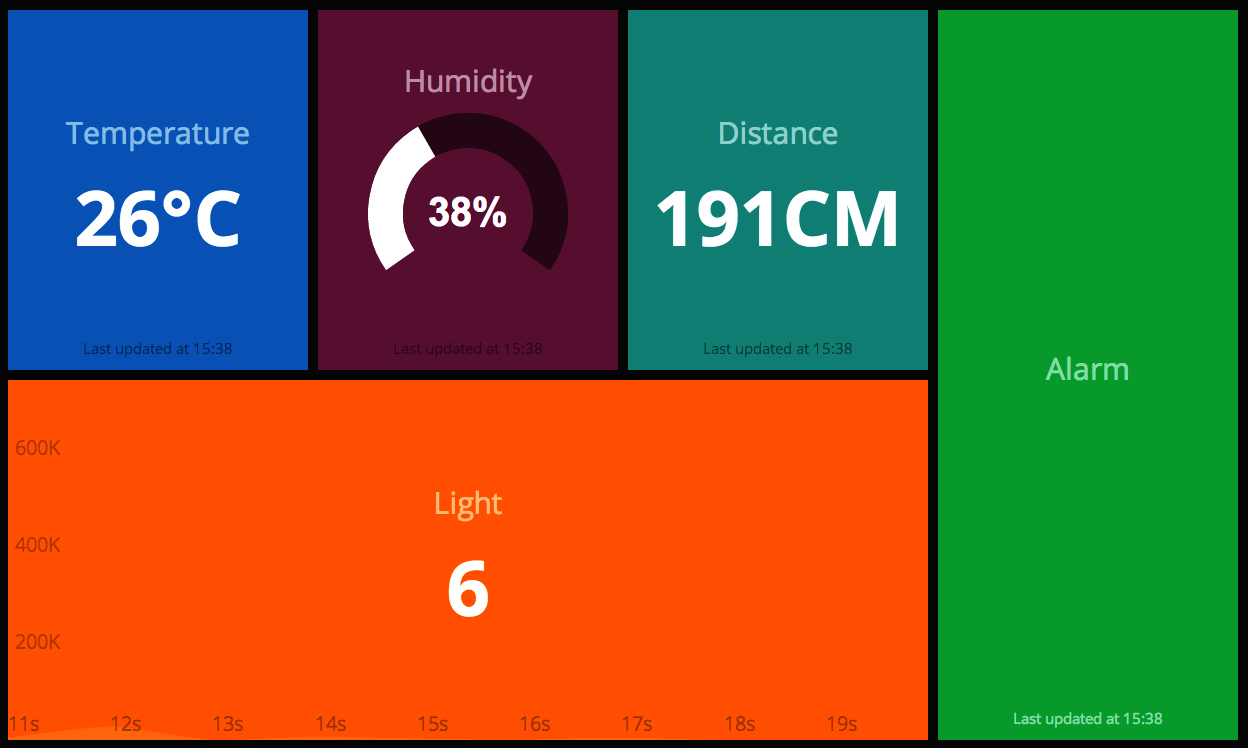 Temperature
26°C
Last updated at 15:38
Humidity
38%
Last updated at 15:38
Distance
191CM
Last updated at 15:38
Alarm
Last updated at 15:38
Light
6
600K
400K
200K
11s 12s 13s 14s 15s 16s 17s 18s 19s